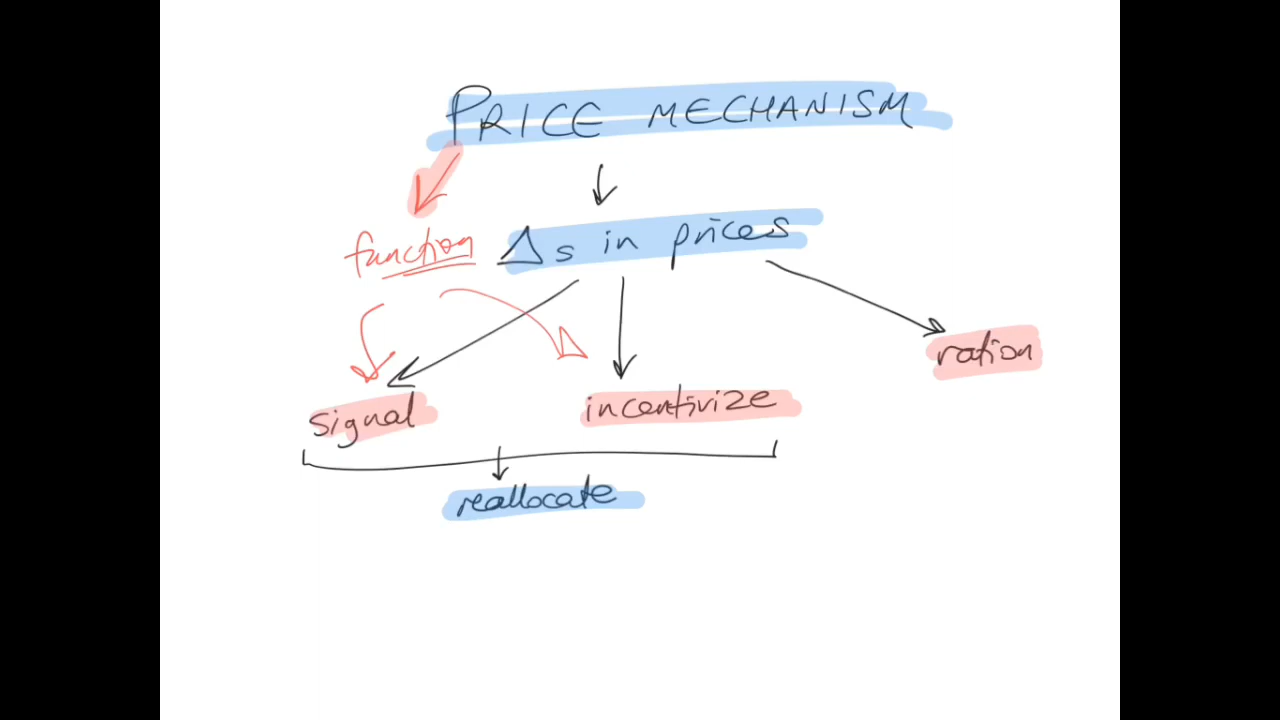 PRICE MECHANISM
function Δs in prices
ration
signal incentivize
reallocate